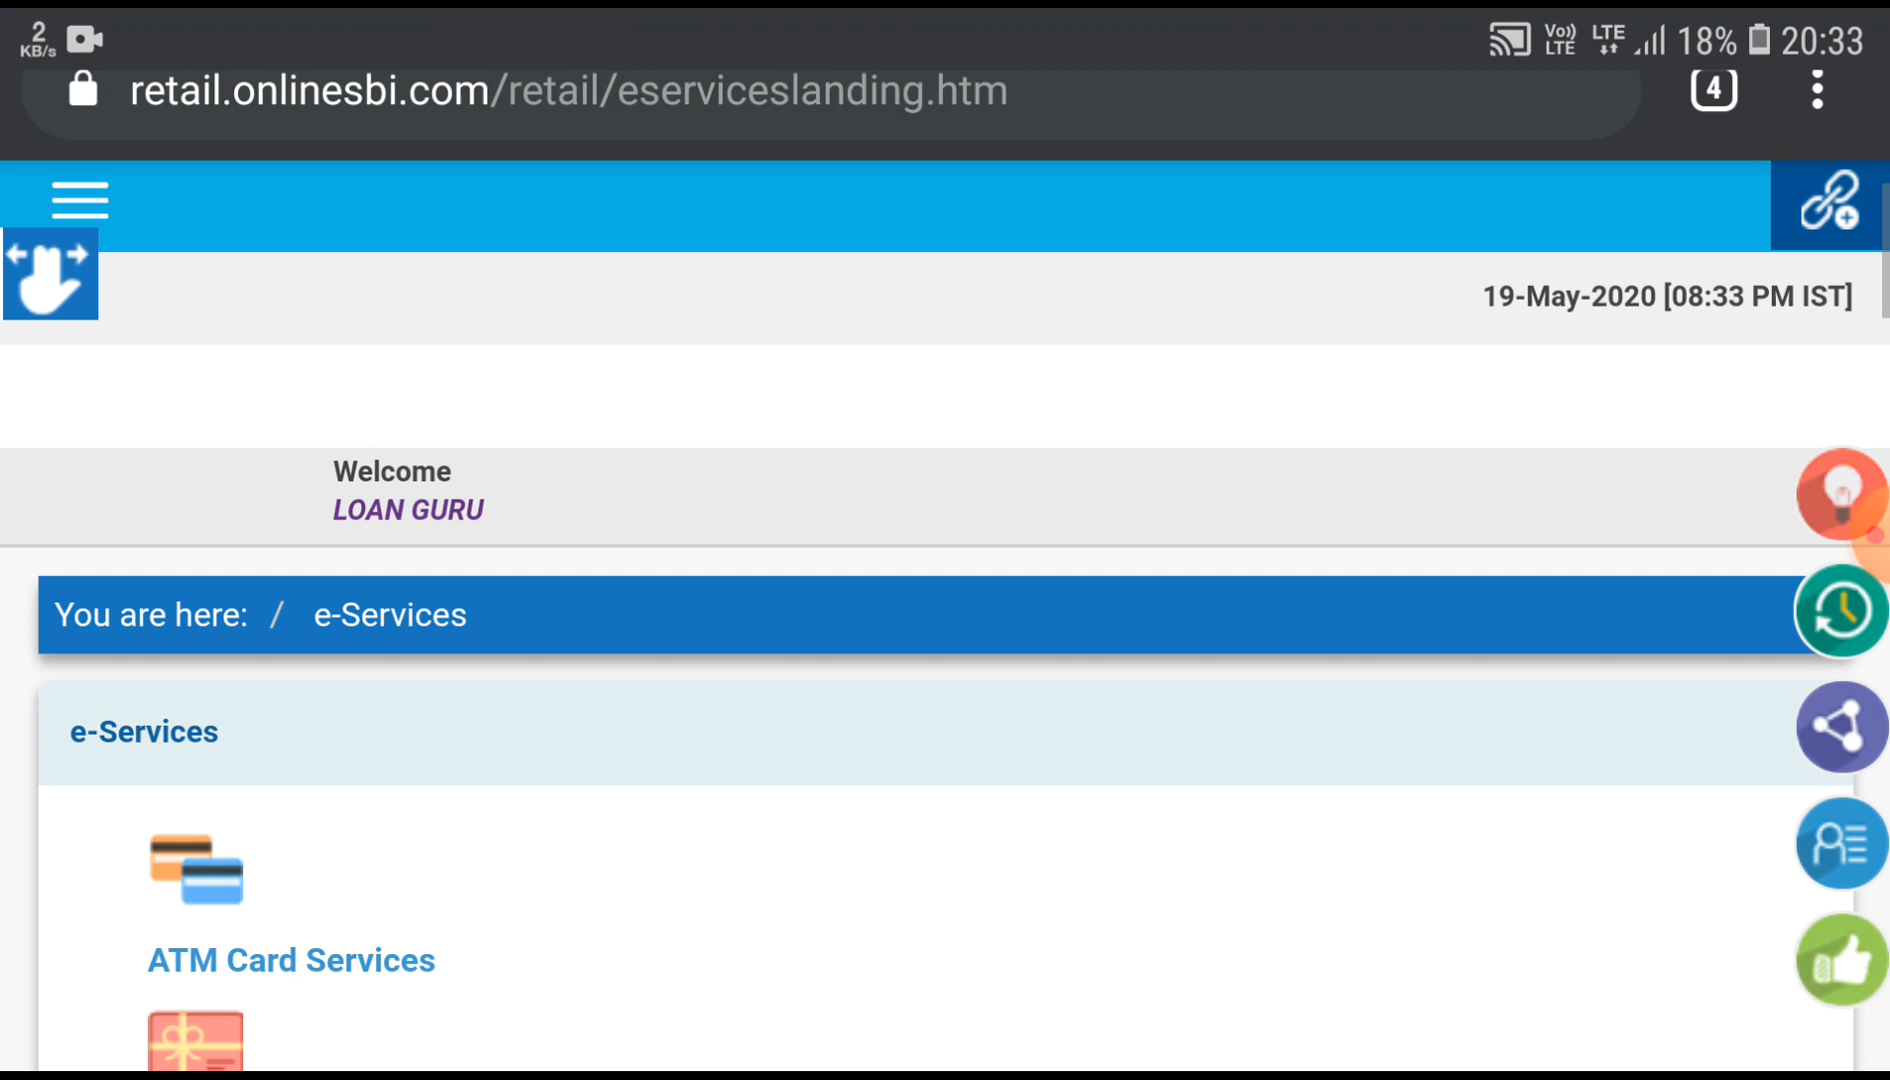 2
KB/s
Vo))
LTE
LTE
18%
20:33
retail.onlinesbi.com/retail/eserviceslanding.htm
4
19-May-2020 [08:33 PM IST]
Welcome
LOAN GURU
You are here: / e-Services
e-Services
ATM Card Services